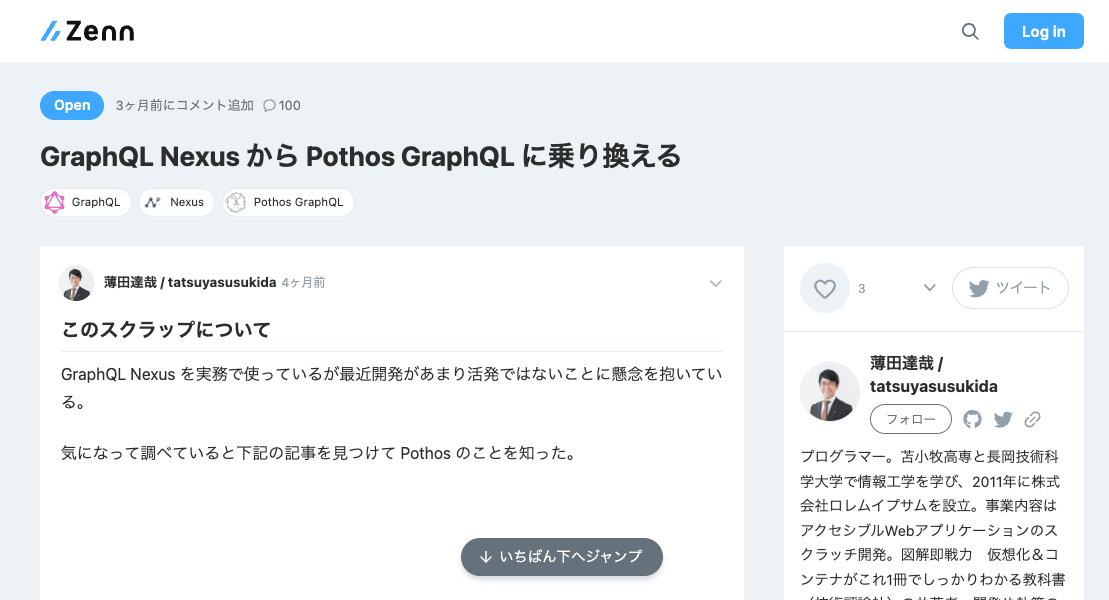 Zenn
Log in
Open 3ヶ月前にコメント追加 100
GraphQL Nexus から Pothos GraphQL に乗り換える
GraphQL Nexus Pothos GraphQL
薄田達哉 / tatsuyasusukida 4ヶ月前
このスクラップについて
GraphQL Nexus を実務で使っているが最近開発があまり活発ではないことに懸念を抱いてい
る。
気になって調べていると下記の記事を見つけて Pothos のことを知った。
いちばん下へジャンプ
3
ツイート
薄田達哉 /
tatsuyasusukida
フォロー
プログラマー。苫小牧高専と長岡技術科
学大学で情報工学を学び、2011年に株式
会社ロレムイプサムを設立。事業内容は
アクセシブルWebアプリケーションのス
クラッチ開発。図解即戦力　仮想化＆コ
ンテナがこれ1冊でしっかりわかる教科書